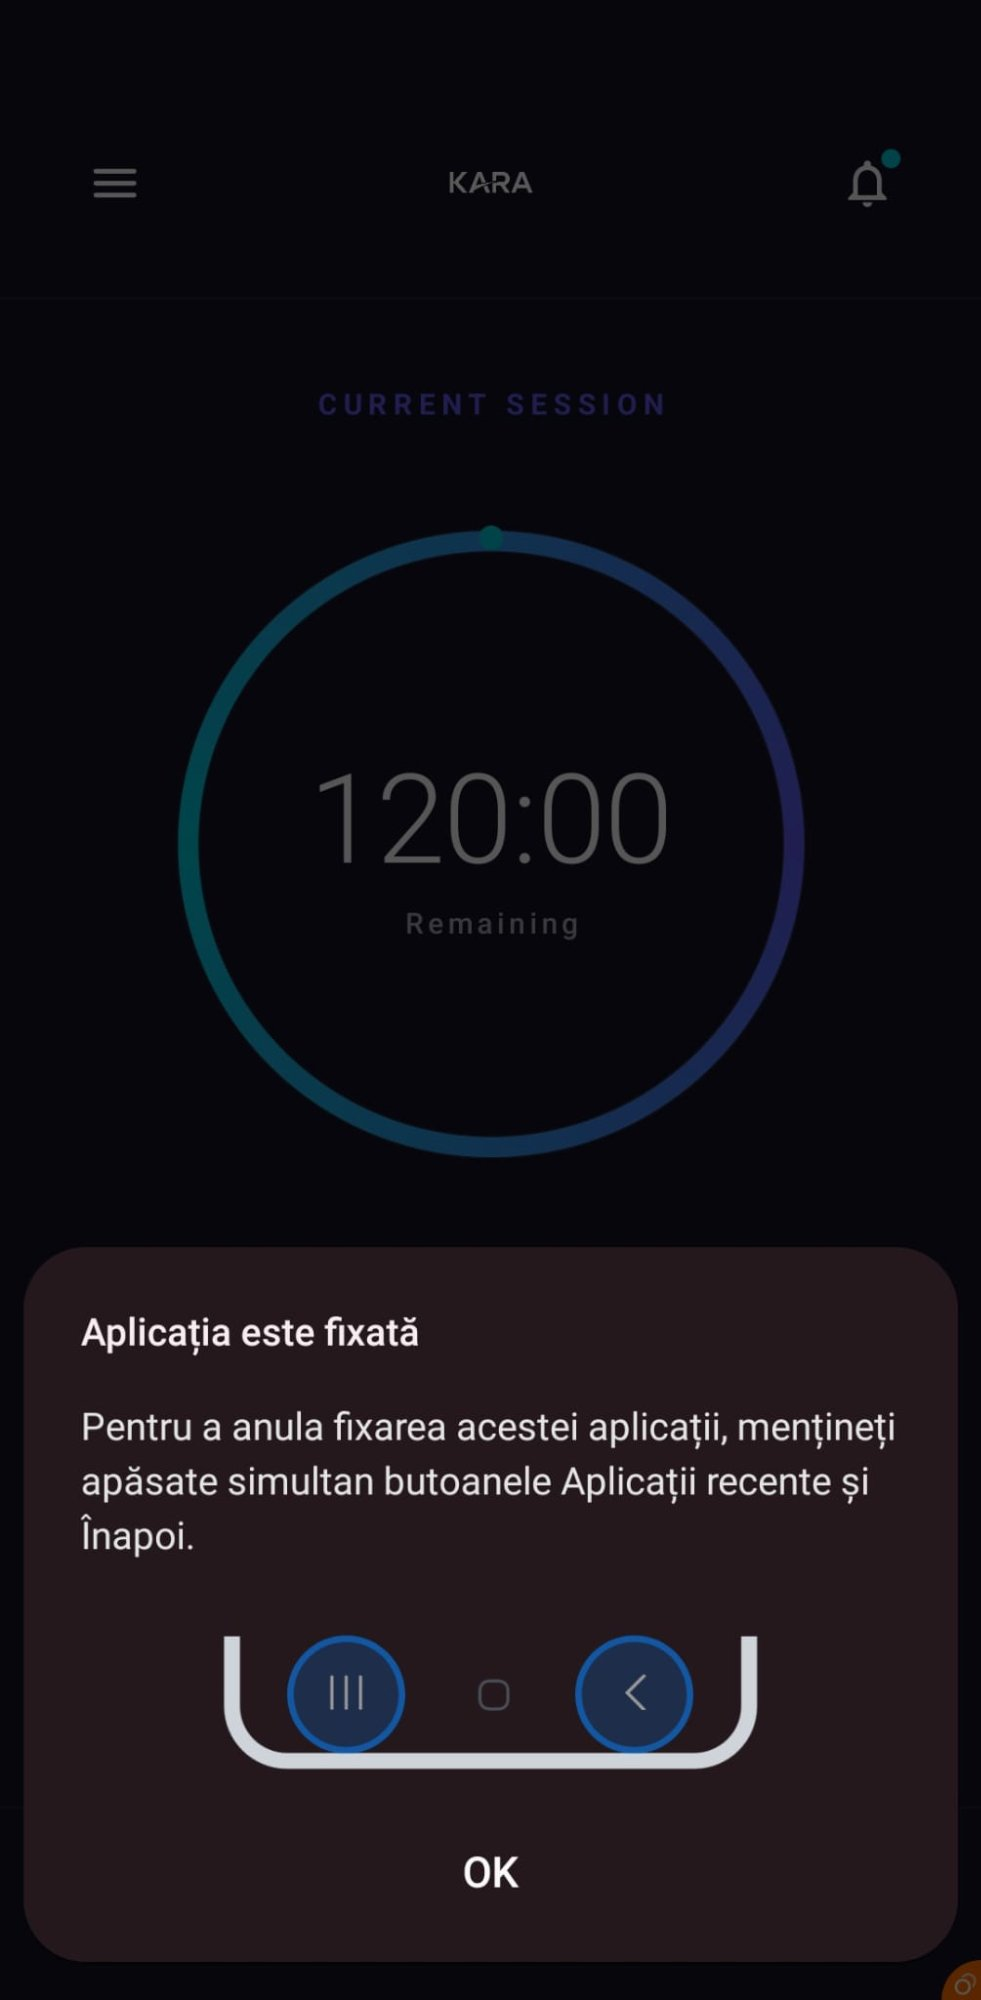 KARA
CURRENT SESSION
120:00
Remaining
Aplicația este fixată
Pentru a anula fixarea acestei aplicații, mențineți
apăsate simultan butoanele Aplicații recente și
Înapoi.
OK